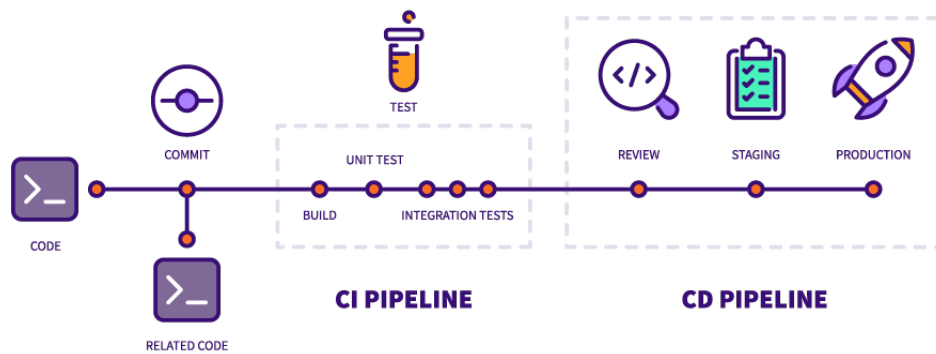 TEST
COMMIT
UNIT TEST
REVIEW
STAGING
PRODUCTION
CODE
BUILD
INTEGRATION TESTS
CI PIPELINE
CD PIPELINE
RELATED CODE